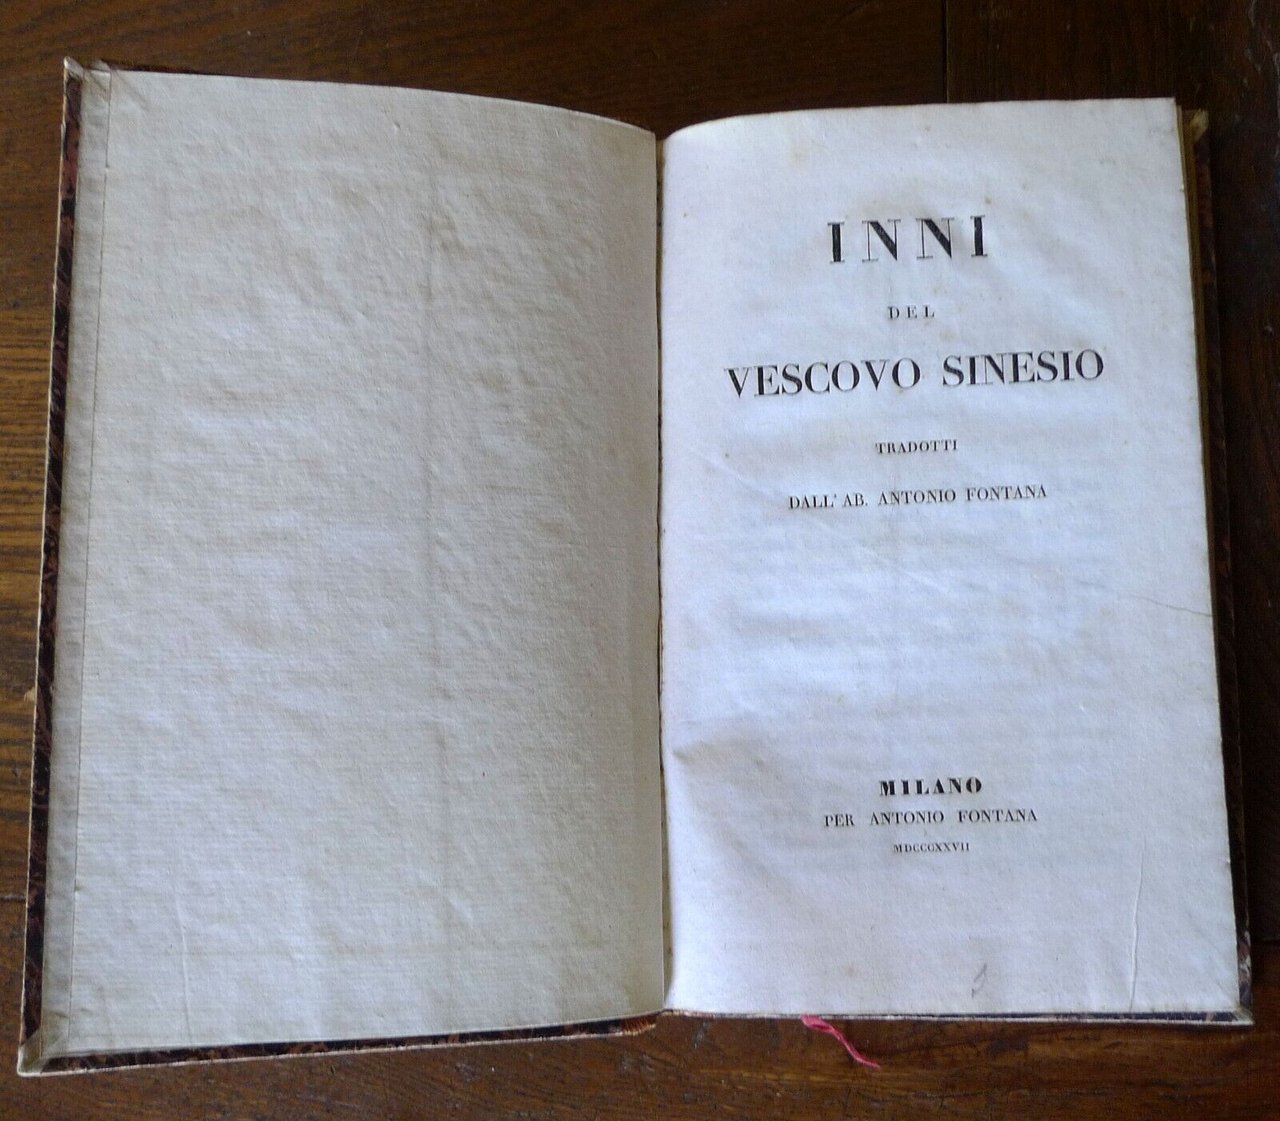 INNI
DEL
VESCOVO SINESIO
TRADOTTI
DALL' AB. ANTONIO FONTANA
MILANO
PER ANTONIO FONTANA
MDCCCXXVII